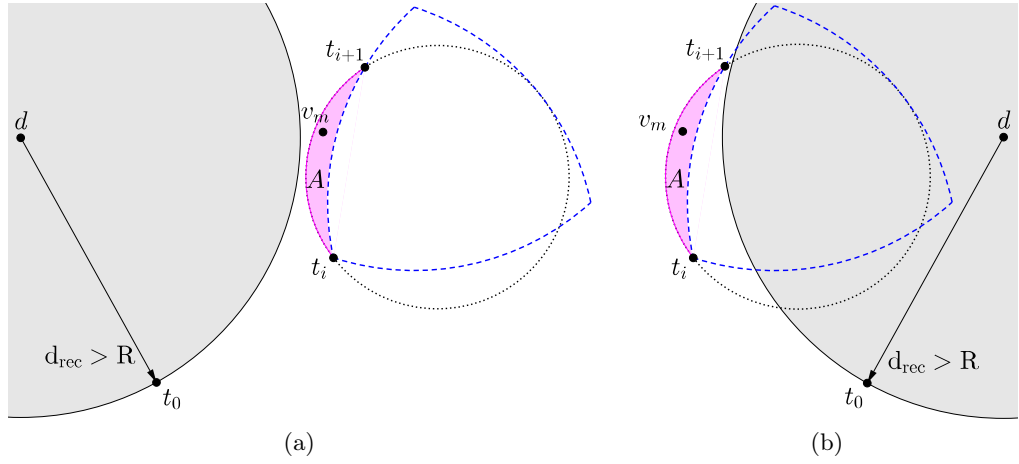 t_{i+1}
v_m
d
A
t_i
d_rec > R
t_0
(a)
t_{i+1}
v_m
d
A
t_i
d_rec > R
t_0
(b)